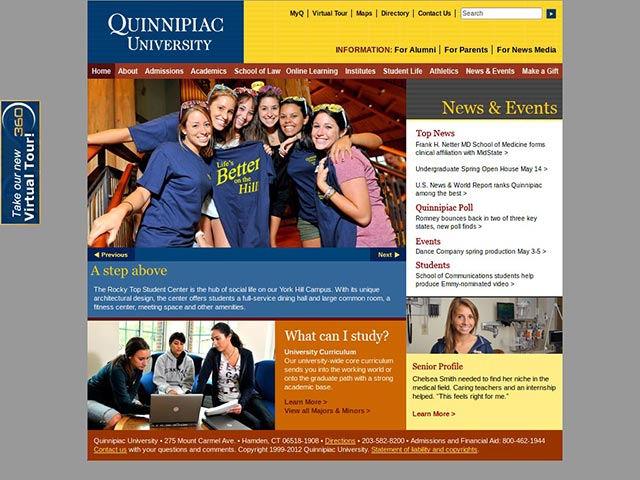 QUINNIPIAC
UNIVERSITY
MyQ | Virtual Tour | Maps | Directory | Contact Us |
Search
INFORMATION: For Alumni | For Parents | For News Media
Home About Admissions Academics School of Law Online Learning Institutes Student Life Athletics News & Events Make a Gift
Take our new
Virtual Tour!
360
Life's
Better
on the
Hill
Previous
Next
A step above
The Rocky Top Student Center is the hub of social life on our York Hill Campus. With its unique
architectural design, the center offers students a full-service dining hall and large common room, a
fitness center, meeting space and other amenities.
News & Events
Top News
Frank H. Netter MD School of Medicine forms
clinical affiliation with MidState >
Undergraduate Spring Open House May 14 >
U.S. News & World Report ranks Quinnipiac
among the best >
Quinnipiac Poll
Romney bounces back in two of three key
states, new poll finds >
Events
Dance Company spring production May 3-5 >
Students
School of Communications students help
produce Emmy-nominated video >
What can I study?
University Curriculum
Our university-wide core curriculum
sends you into the working world or
onto the graduate path with a strong
academic base.
Learn More >
View all Majors & Minors >
Senior Profile
Chelsea Smith needed to find her niche in the
medical field. Caring teachers and an internship
helped. "This feels right for me."
Learn More >
Quinnipiac University • 275 Mount Carmel Ave. • Hamden, CT 06518-1908 • Directions • 203-582-8200 • Admissions and Financial Aid: 800-462-1944
Contact us with your questions and comments. Copyright 1999-2012 Quinnipiac University. Statement of liability and copyrights.